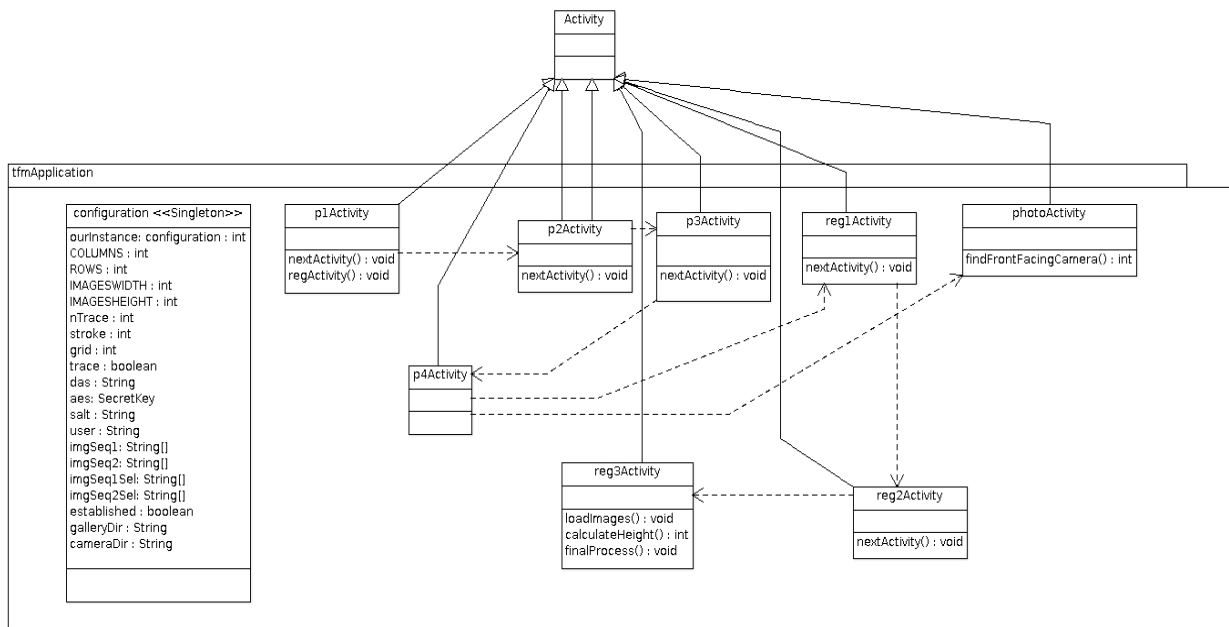 Activity
tfmApplication
configuration <<Singleton>>
ourInstance: configuration : int
COLUMNS : int
ROWS : int
IMAGESWIDTH : int
IMAGESHEIGHT : int
nTrace : int
stroke : int
grid : int
trace : boolean
das : String
aes: SecretKey
salt : String
user : String
imgSeq1: String[]
imgSeq2: String[]
imgSeq1Sel: String[]
imgSeq2Sel: String[]
established : boolean
galleryDir : String
cameraDir : String
p1Activity
nextActivity() : void
regActivity() : void
p2Activity
nextActivity() : void
p3Activity
nextActivity() : void
reg1Activity
nextActivity() : void
photoActivity
findFrontFacingCamera() : int
p4Activity
reg3Activity
loadImages() : void
calculateHeight() : int
finalProcess() : void
reg2Activity
nextActivity() : void